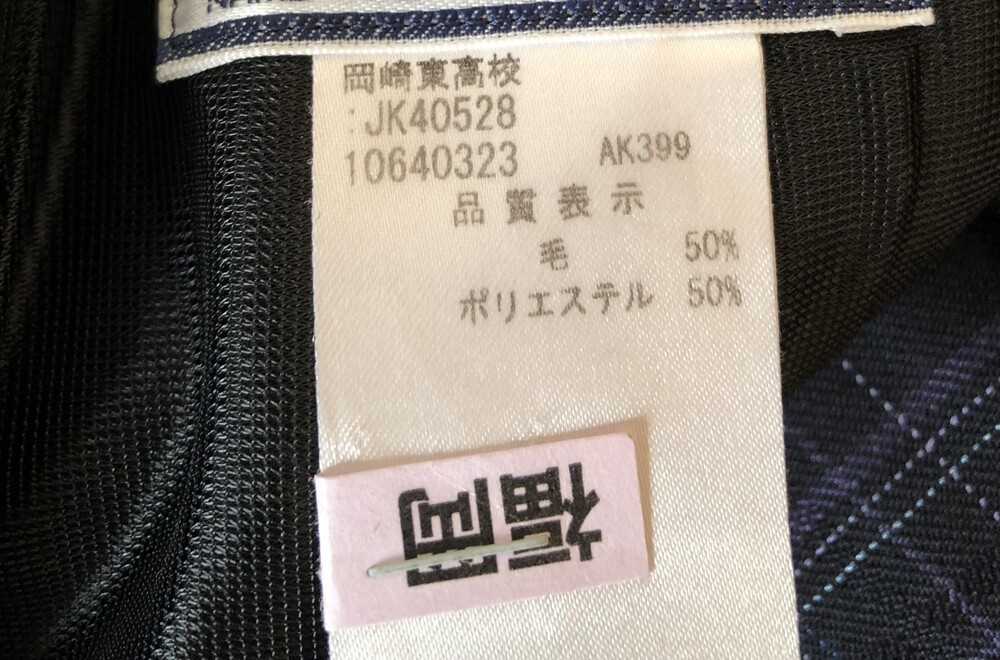 岡崎東高校
:JK40528
10640323 AK399
品質表示
毛 50%
ポリエステル 50%